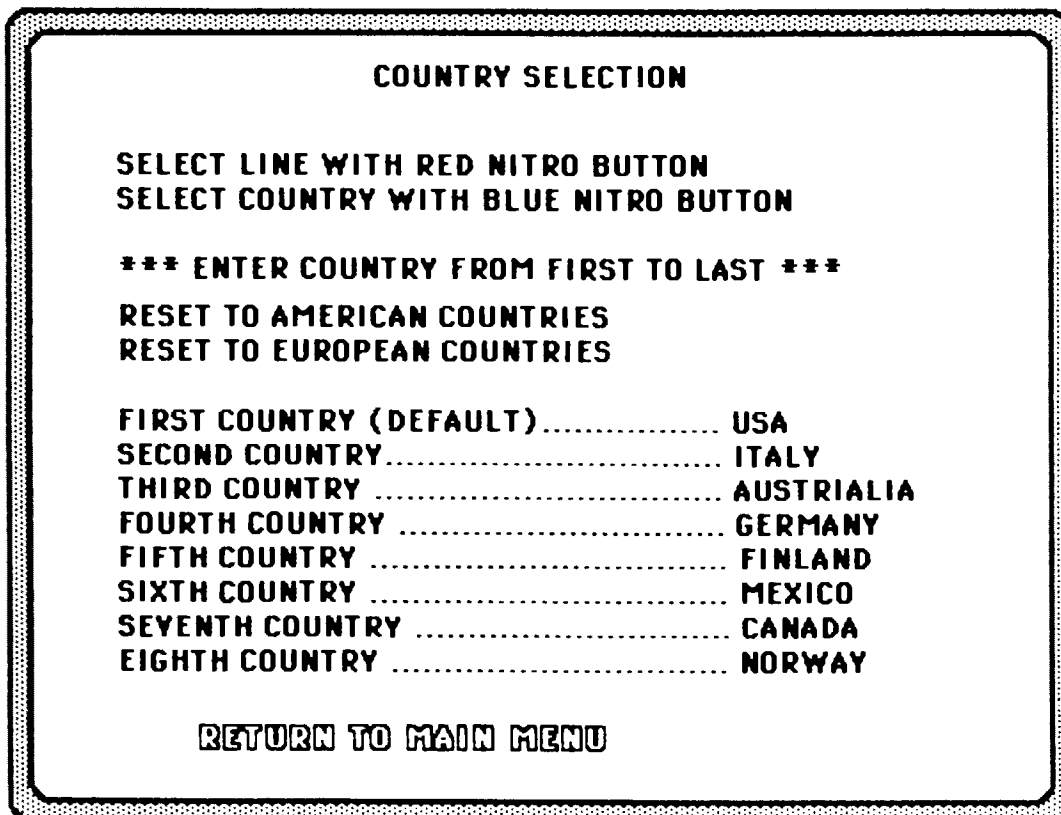 COUNTRY SELECTION
SELECT LINE WITH RED NITRO BUTTON
SELECT COUNTRY WITH BLUE NITRO BUTTON
*** ENTER COUNTRY FROM FIRST TO LAST ***
RESET TO AMERICAN COUNTRIES
RESET TO EUROPEAN COUNTRIES
FIRST COUNTRY (DEFAULT)................ USA
SECOND COUNTRY.............................. ITALY
THIRD COUNTRY ............................... AUSTRIALIA
FOURTH COUNTRY ............................. GERMANY
FIFTH COUNTRY ................................ FINLAND
SIXTH COUNTRY ................................ MEXICO
SEVENTH COUNTRY ............................ CANADA
EIGHTH COUNTRY .............................. NORWAY
RETURN TO MAIN MENU